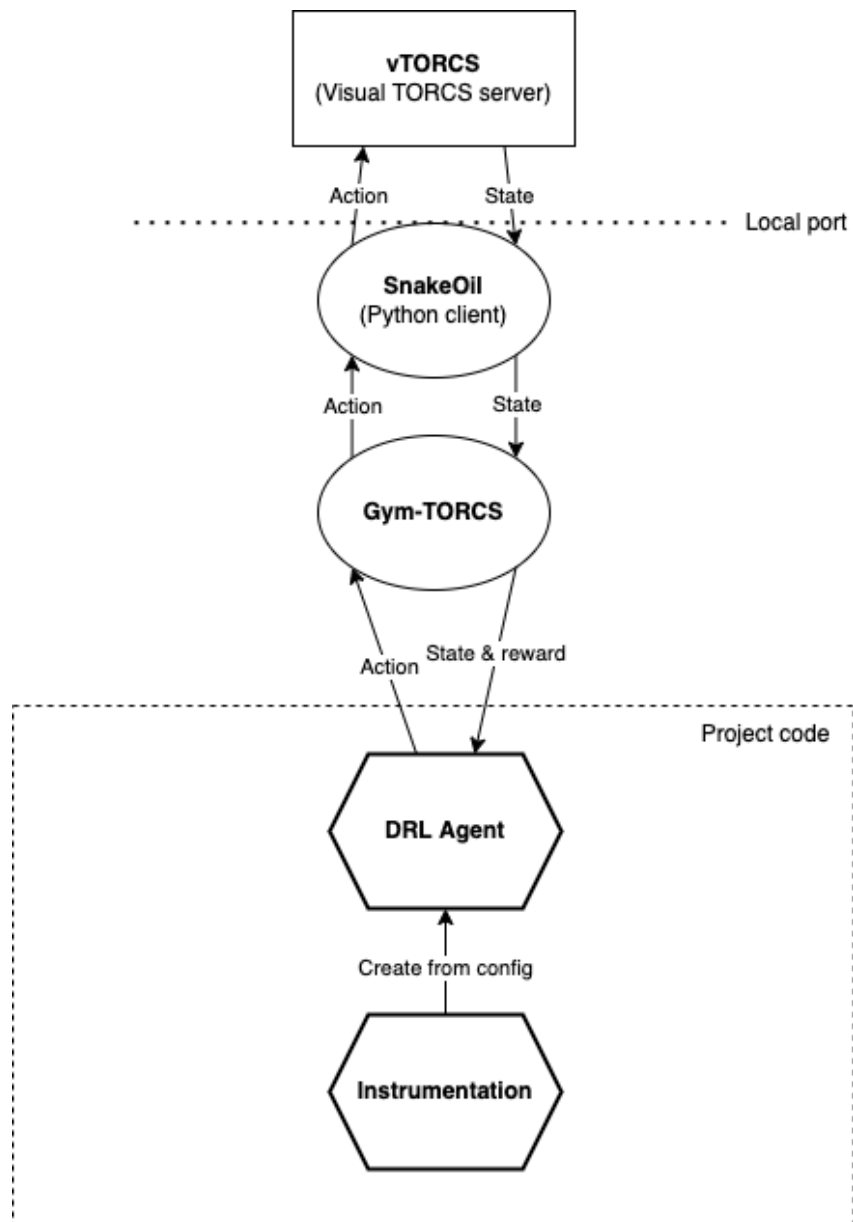 vTORCS
(Visual TORCS server)
Action
State
Local port
SnakeOil
(Python client)
Action
State
Gym-TORCS
State & reward
Action
Project code
DRL Agent
Create from config
Instrumentation